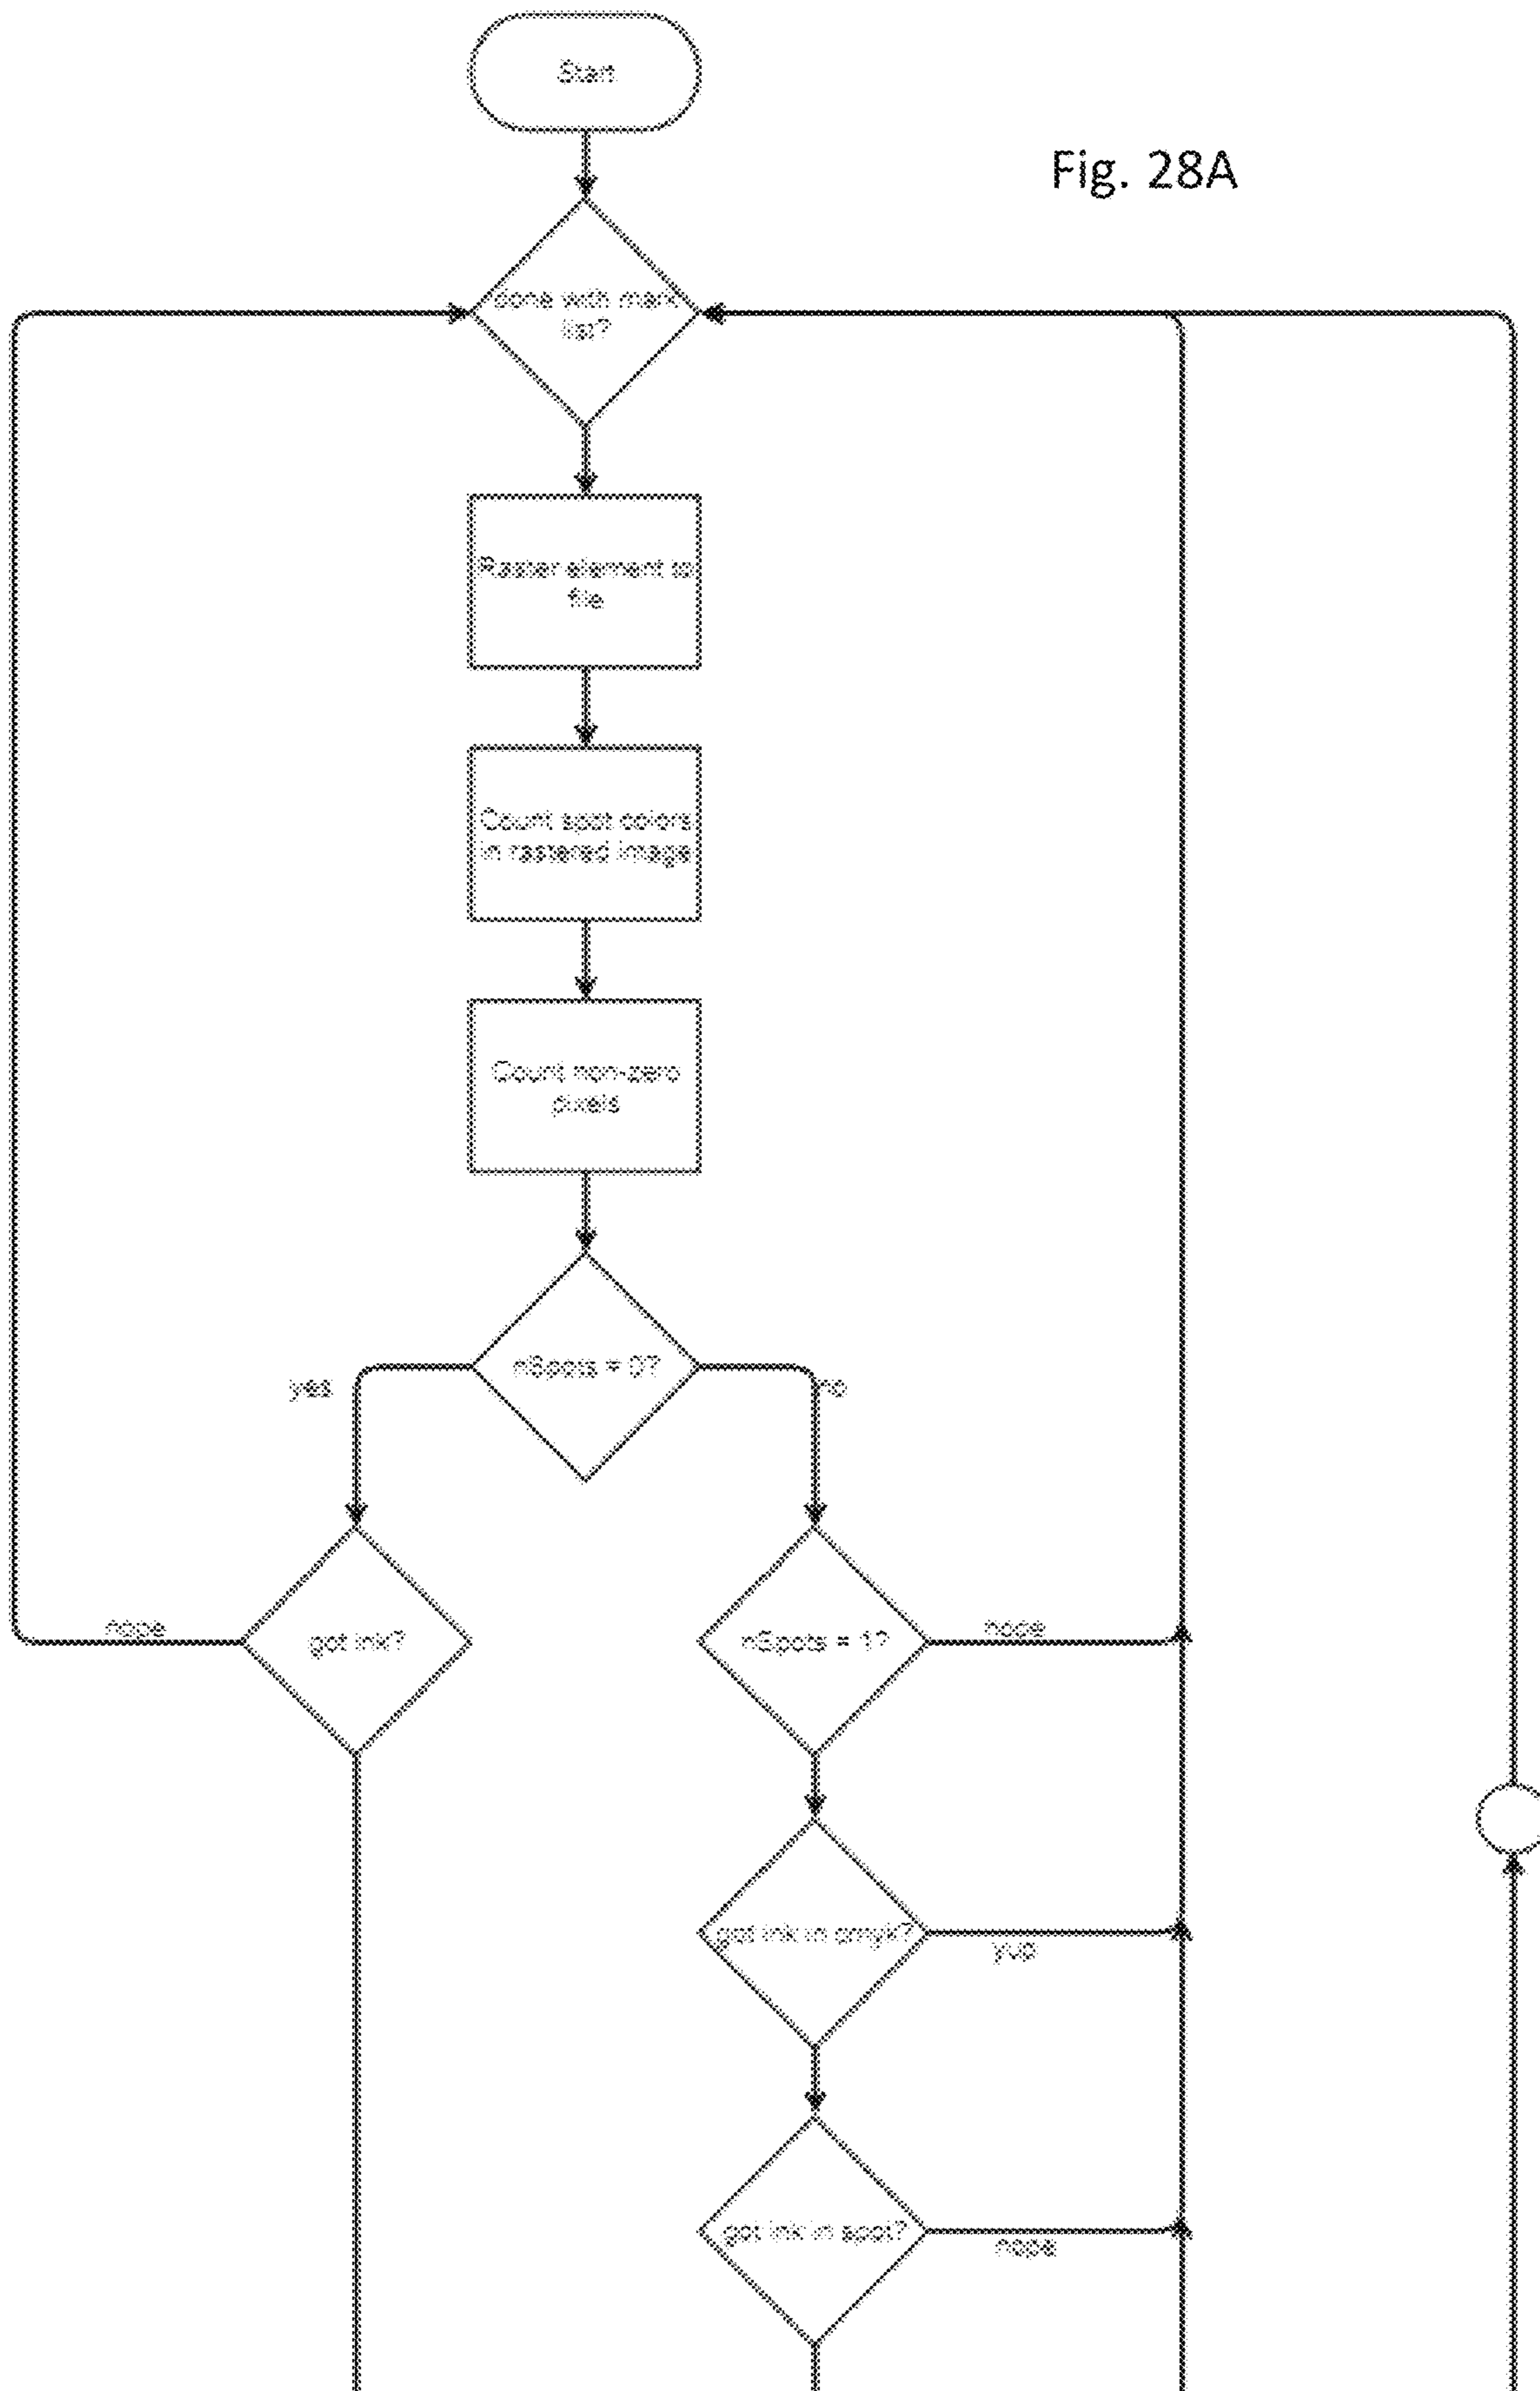 Start
Fig. 28A
done with mark
list?
Raster element to
file
Count spot colors
in rastered image
Count non-zero
pixels
nSpots = 0?
yes
no
nope
got ink?
nSpots = 1?
nope
got ink in cmyk?
yup
got ink in spot?
nope